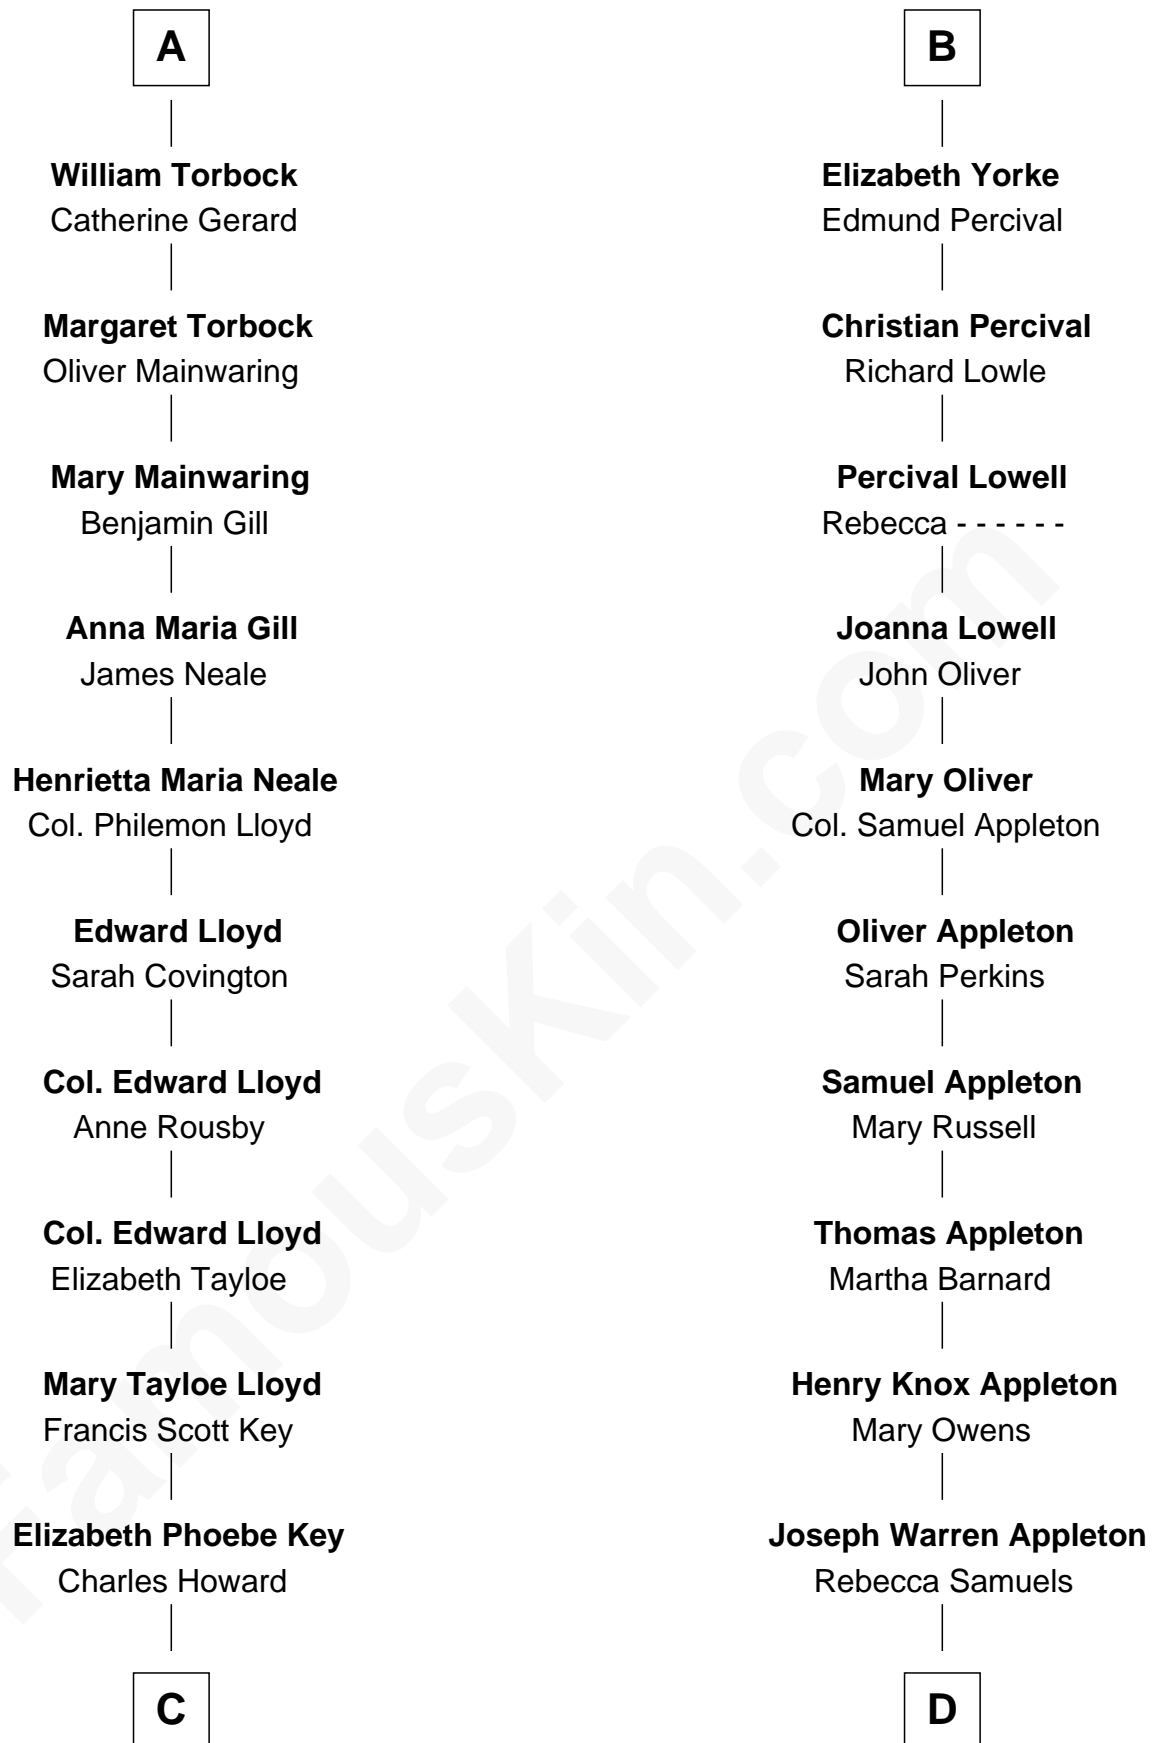 A
William Torbock
Catherine Gerard
Margaret Torbock
Oliver Mainwaring
Mary Mainwaring
Benjamin Gill
Anna Maria Gill
James Neale
Henrietta Maria Neale
Col. Philemon Lloyd
Edward Lloyd
Sarah Covington
Col. Edward Lloyd
Anne Rousby
Col. Edward Lloyd
Elizabeth Tayloe
Mary Tayloe Lloyd
Francis Scott Key
Elizabeth Phoebe Key
Charles Howard
C
B
Elizabeth Yorke
Edmund Percival
Christian Percival
Richard Lowle
Percival Lowell
Rebecca - - - - - -
Joanna Lowell
John Oliver
Mary Oliver
Col. Samuel Appleton
Oliver Appleton
Sarah Perkins
Samuel Appleton
Mary Russell
Thomas Appleton
Martha Barnard
Henry Knox Appleton
Mary Owens
Joseph Warren Appleton
Rebecca Samuels
D
FamousKin.com